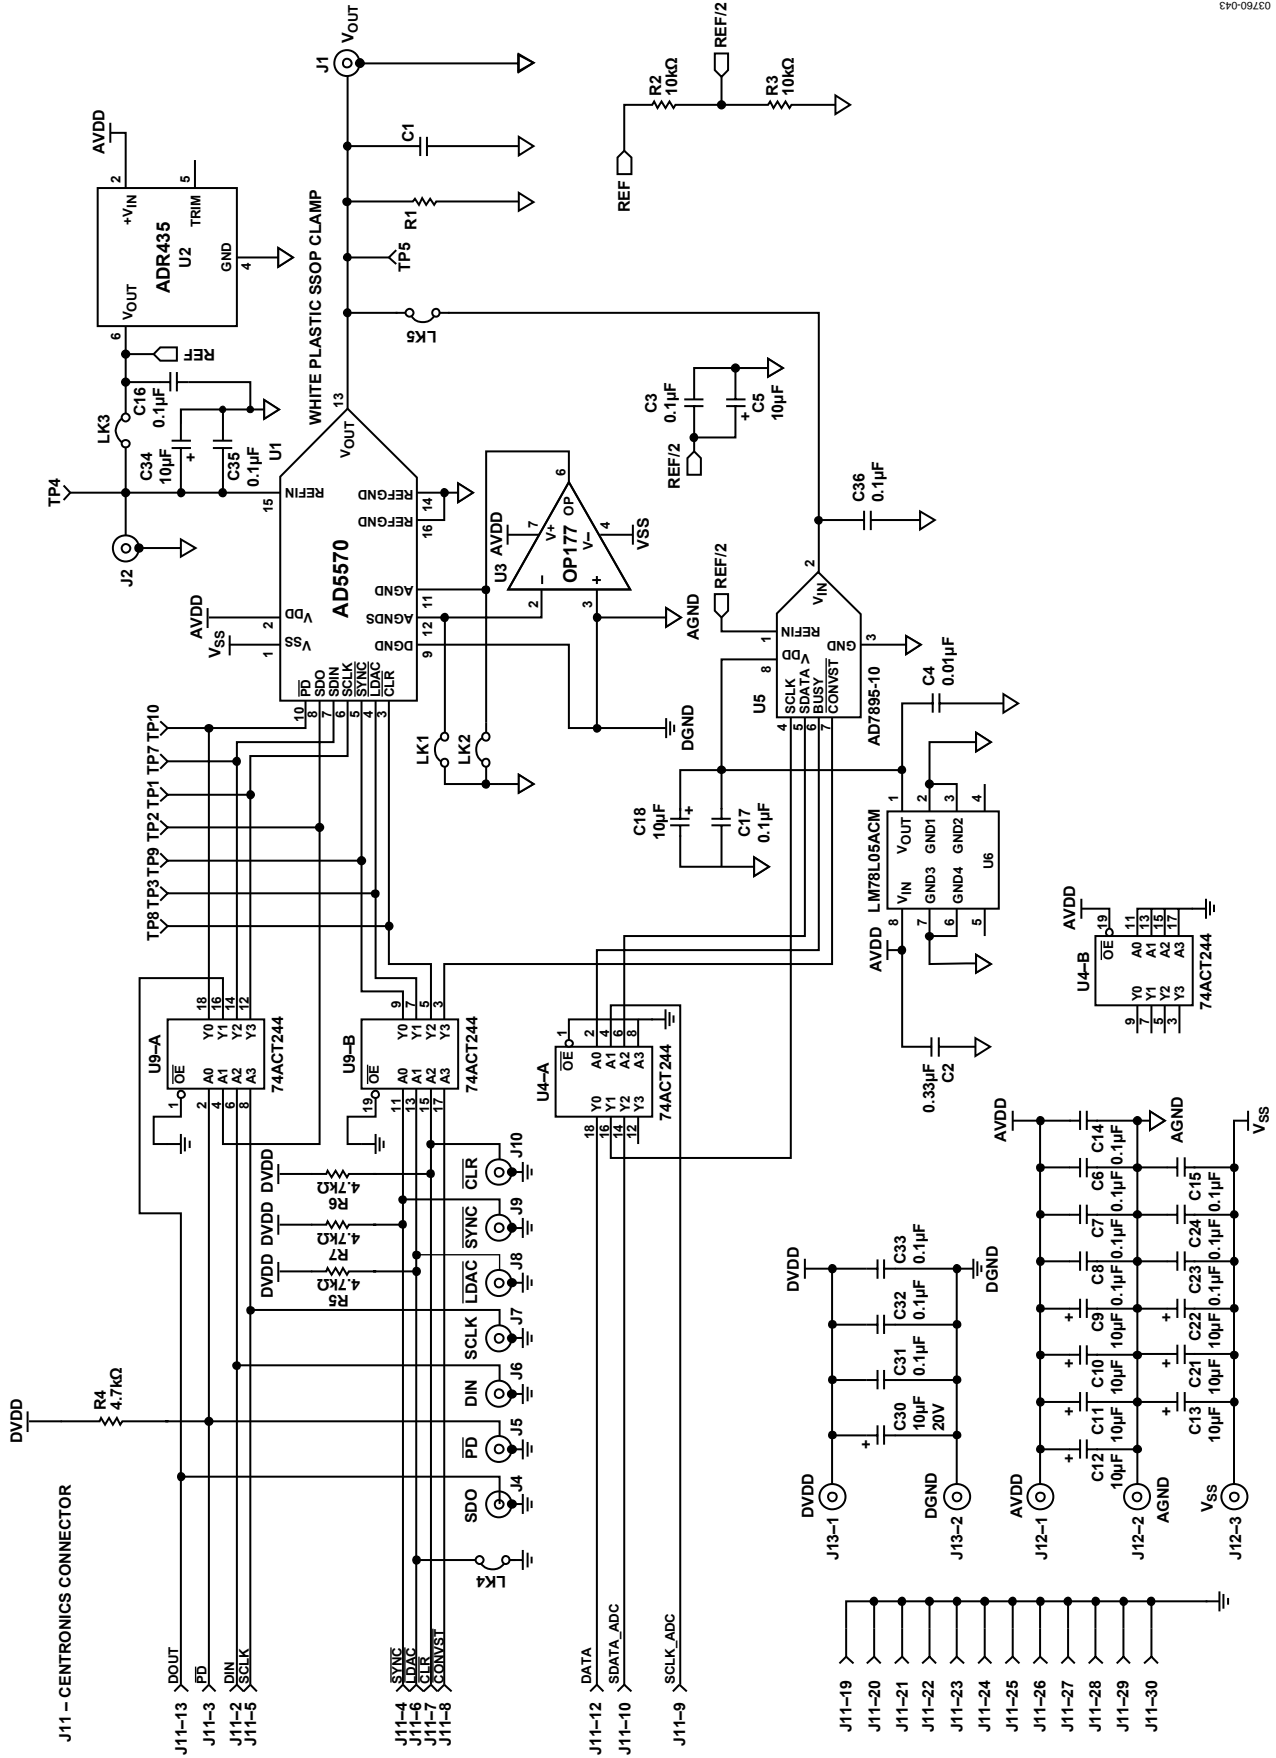 03760-043
J11 – CENTRONICS CONNECTOR
J11–13 DOUT
J11–3 PD
J11–2 DIN
J11–5 SCLK
J11–4 SYNC
J11–6 LDAC
J11–7 CLR
J11–8 CONVST
J11–12 DATA
J11–10 SDATA_ADC
J11–9 SCLK_ADC
DVDD
R4
4.7kΩ
SDO J4
PD J5
DIN J6
SCLK J7
LDAC J8
SYNC J9
CLR J10
LK4
DVDD
R5
4.7kΩ
DVDD
R7
4.7kΩ
DVDD
R6
4.7kΩ
U9–A
74ACT244
1 OE
2 A0 Y0 18
4 A1 Y1 16
6 A2 Y2 14
8 A3 Y3 12
U9–B
74ACT244
19 OE
11 A0 Y0 9
13 A1 Y1 7
15 A2 Y2 5
17 A3 Y3 3
U4–A
74ACT244
OE 1
18 Y0 A0 2
16 Y1 A1 4
14 Y2 A2 6
12 Y3 A3 8
TP8
TP3
TP9
TP2
TP1
TP7
TP10
U1
AD5570
10 PD
8 SDO
7 SDIN
6 SCLK
5 SYNC
4 LDAC
3 CLR
1 VSS
2 VDD
15 REFIN
VOUT 13
REFGND 14
REFGND 16
AGND 11
AGNDS 12
DGND 9
VSS
AVDD
J2
TP4
LK3
C34
10µF
+
C35
0.1µF
C16
0.1µF
REF
ADR435
U2
VOUT 6
+VIN 2
TRIM 5
GND 4
AVDD
WHITE PLASTIC SSOP CLAMP
LK5
TP5
R1
C1
J1
VOUT
LK1
LK2
U3
OP177
AVDD
7 V+
V– 4
VSS
2 –
3 +
OP 6
AGND
DGND
REF
R2
10kΩ
REF/2
R3
10kΩ
REF/2
C3
0.1µF
+
C5
10µF
C36
0.1µF
REF/2
U5
AD7895-10
SCLK 4
SDATA 5
BUSY 6
CONVST 7
VDD 8
REFIN 1
VIN 2
GND 3
C18
10µF
+
C17
0.1µF
C4
0.01µF
LM78L05ACM
U6
8 VIN VOUT 1
7 GND3 GND1 2
6 GND4 GND2 3
5 4
AVDD
0.33µF
C2
U4–B
74ACT244
AVDD
OE 19
9 Y0 A0 11
7 Y1 A1 13
5 Y2 A2 15
3 Y3 A3 17
DVDD
J13–1
DGND
J13–2
+
C30
10µF
20V
C31
0.1µF
C32
0.1µF
C33
0.1µF
DVDD
DGND
AVDD
J12–1
J12–2
AGND
VSS
J12–3
+
C12
10µF
+
C11
10µF
+
C10
10µF
+
C9
10µF
C8
0.1µF
C7
0.1µF
C6
0.1µF
C14
0.1µF
+
C13
10µF
+
C21
10µF
+
C22
10µF
C23
0.1µF
C24
0.1µF
C15
0.1µF
AVDD
AGND
VSS
J11–19
J11–20
J11–21
J11–22
J11–23
J11–24
J11–25
J11–26
J11–27
J11–28
J11–29
J11–30